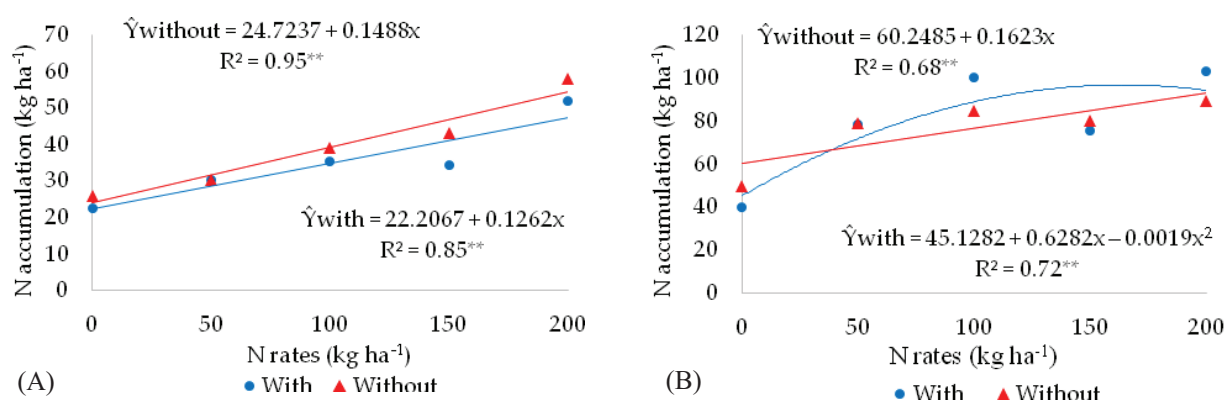 Ŷwithout = 24.7237 + 0.1488x
R² = 0.95**
70
60
50
40
30
20
10
0
N accumulation (kg ha⁻¹)
Ŷwith = 22.2067 + 0.1262x
R² = 0.85**
0 50 100 150 200
N rates (kg ha⁻¹)
(A)
With Without
Ŷwithout = 60.2485 + 0.1623x
R² = 0.68**
120
100
80
60
40
20
0
N accumulation (kg ha⁻¹)
Ŷwith = 45.1282 + 0.6282x – 0.0019x²
R² = 0.72**
0 50 100 150 200
N rates (kg ha⁻¹)
(B)
With Without